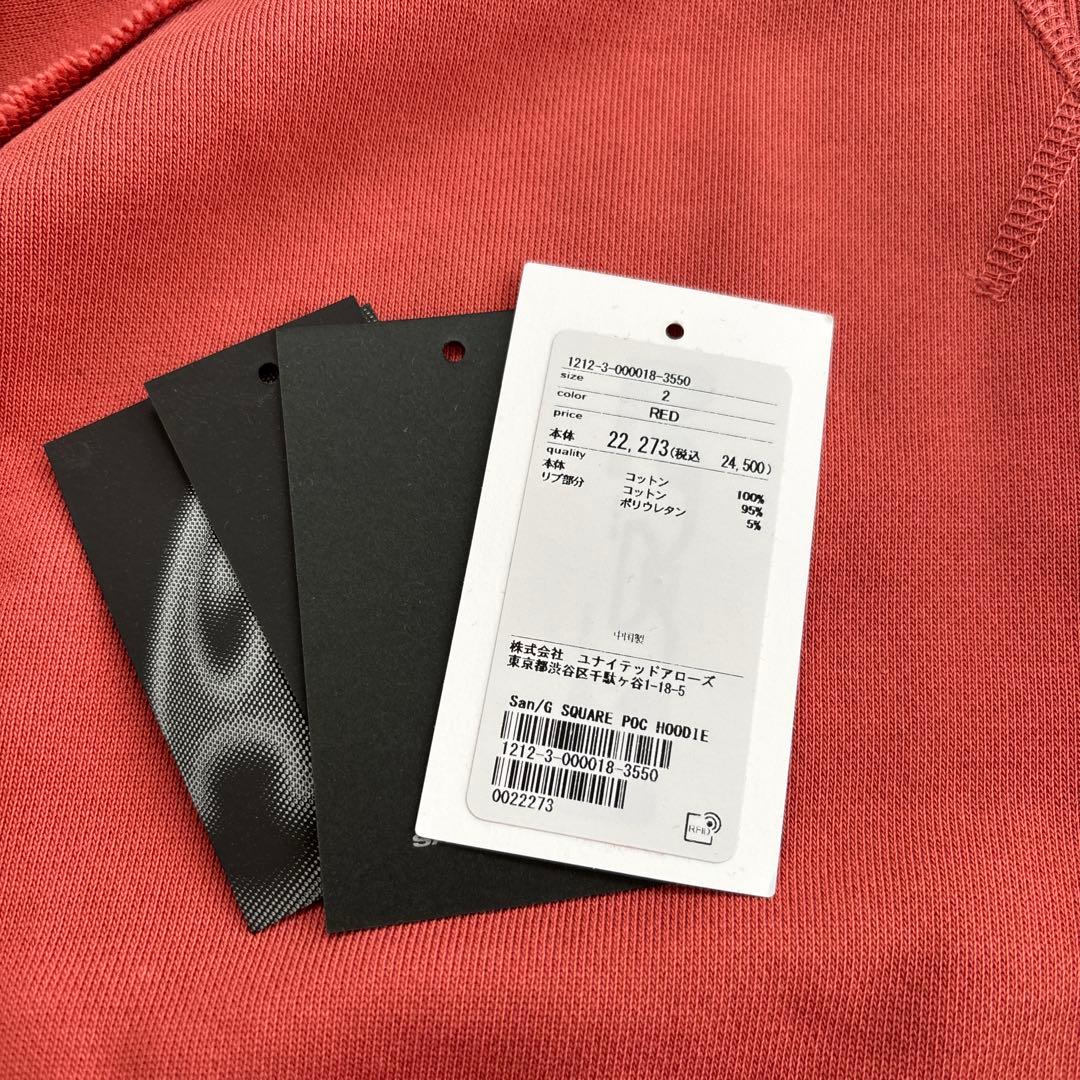 1212-3-000018-3550
size 2
color RED
price
本体 22,273(税込 24,500)
quality
本体 コットン 100%
リブ部分 コットン 95%
ポリウレタン 5%
中国製
株式会社 ユナイテッドアローズ
東京都渋谷区千駄ヶ谷1-18-5
San/G SQUARE POC HOODIE
1212-3-000018-3550
0022273
RFID